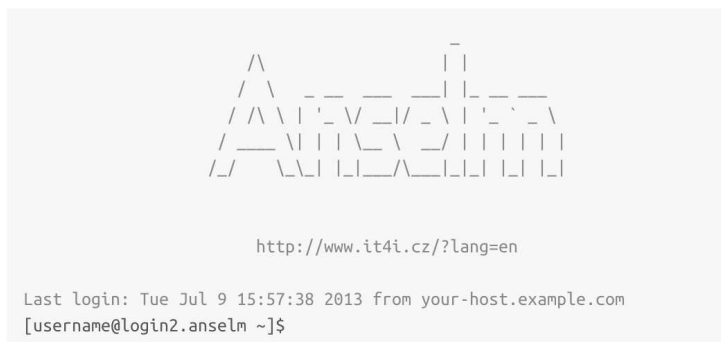 Anselm
http://www.it4i.cz/?lang=en
Last login: Tue Jul 9 15:57:38 2013 from your-host.example.com
[username@login2.anselm ~]$